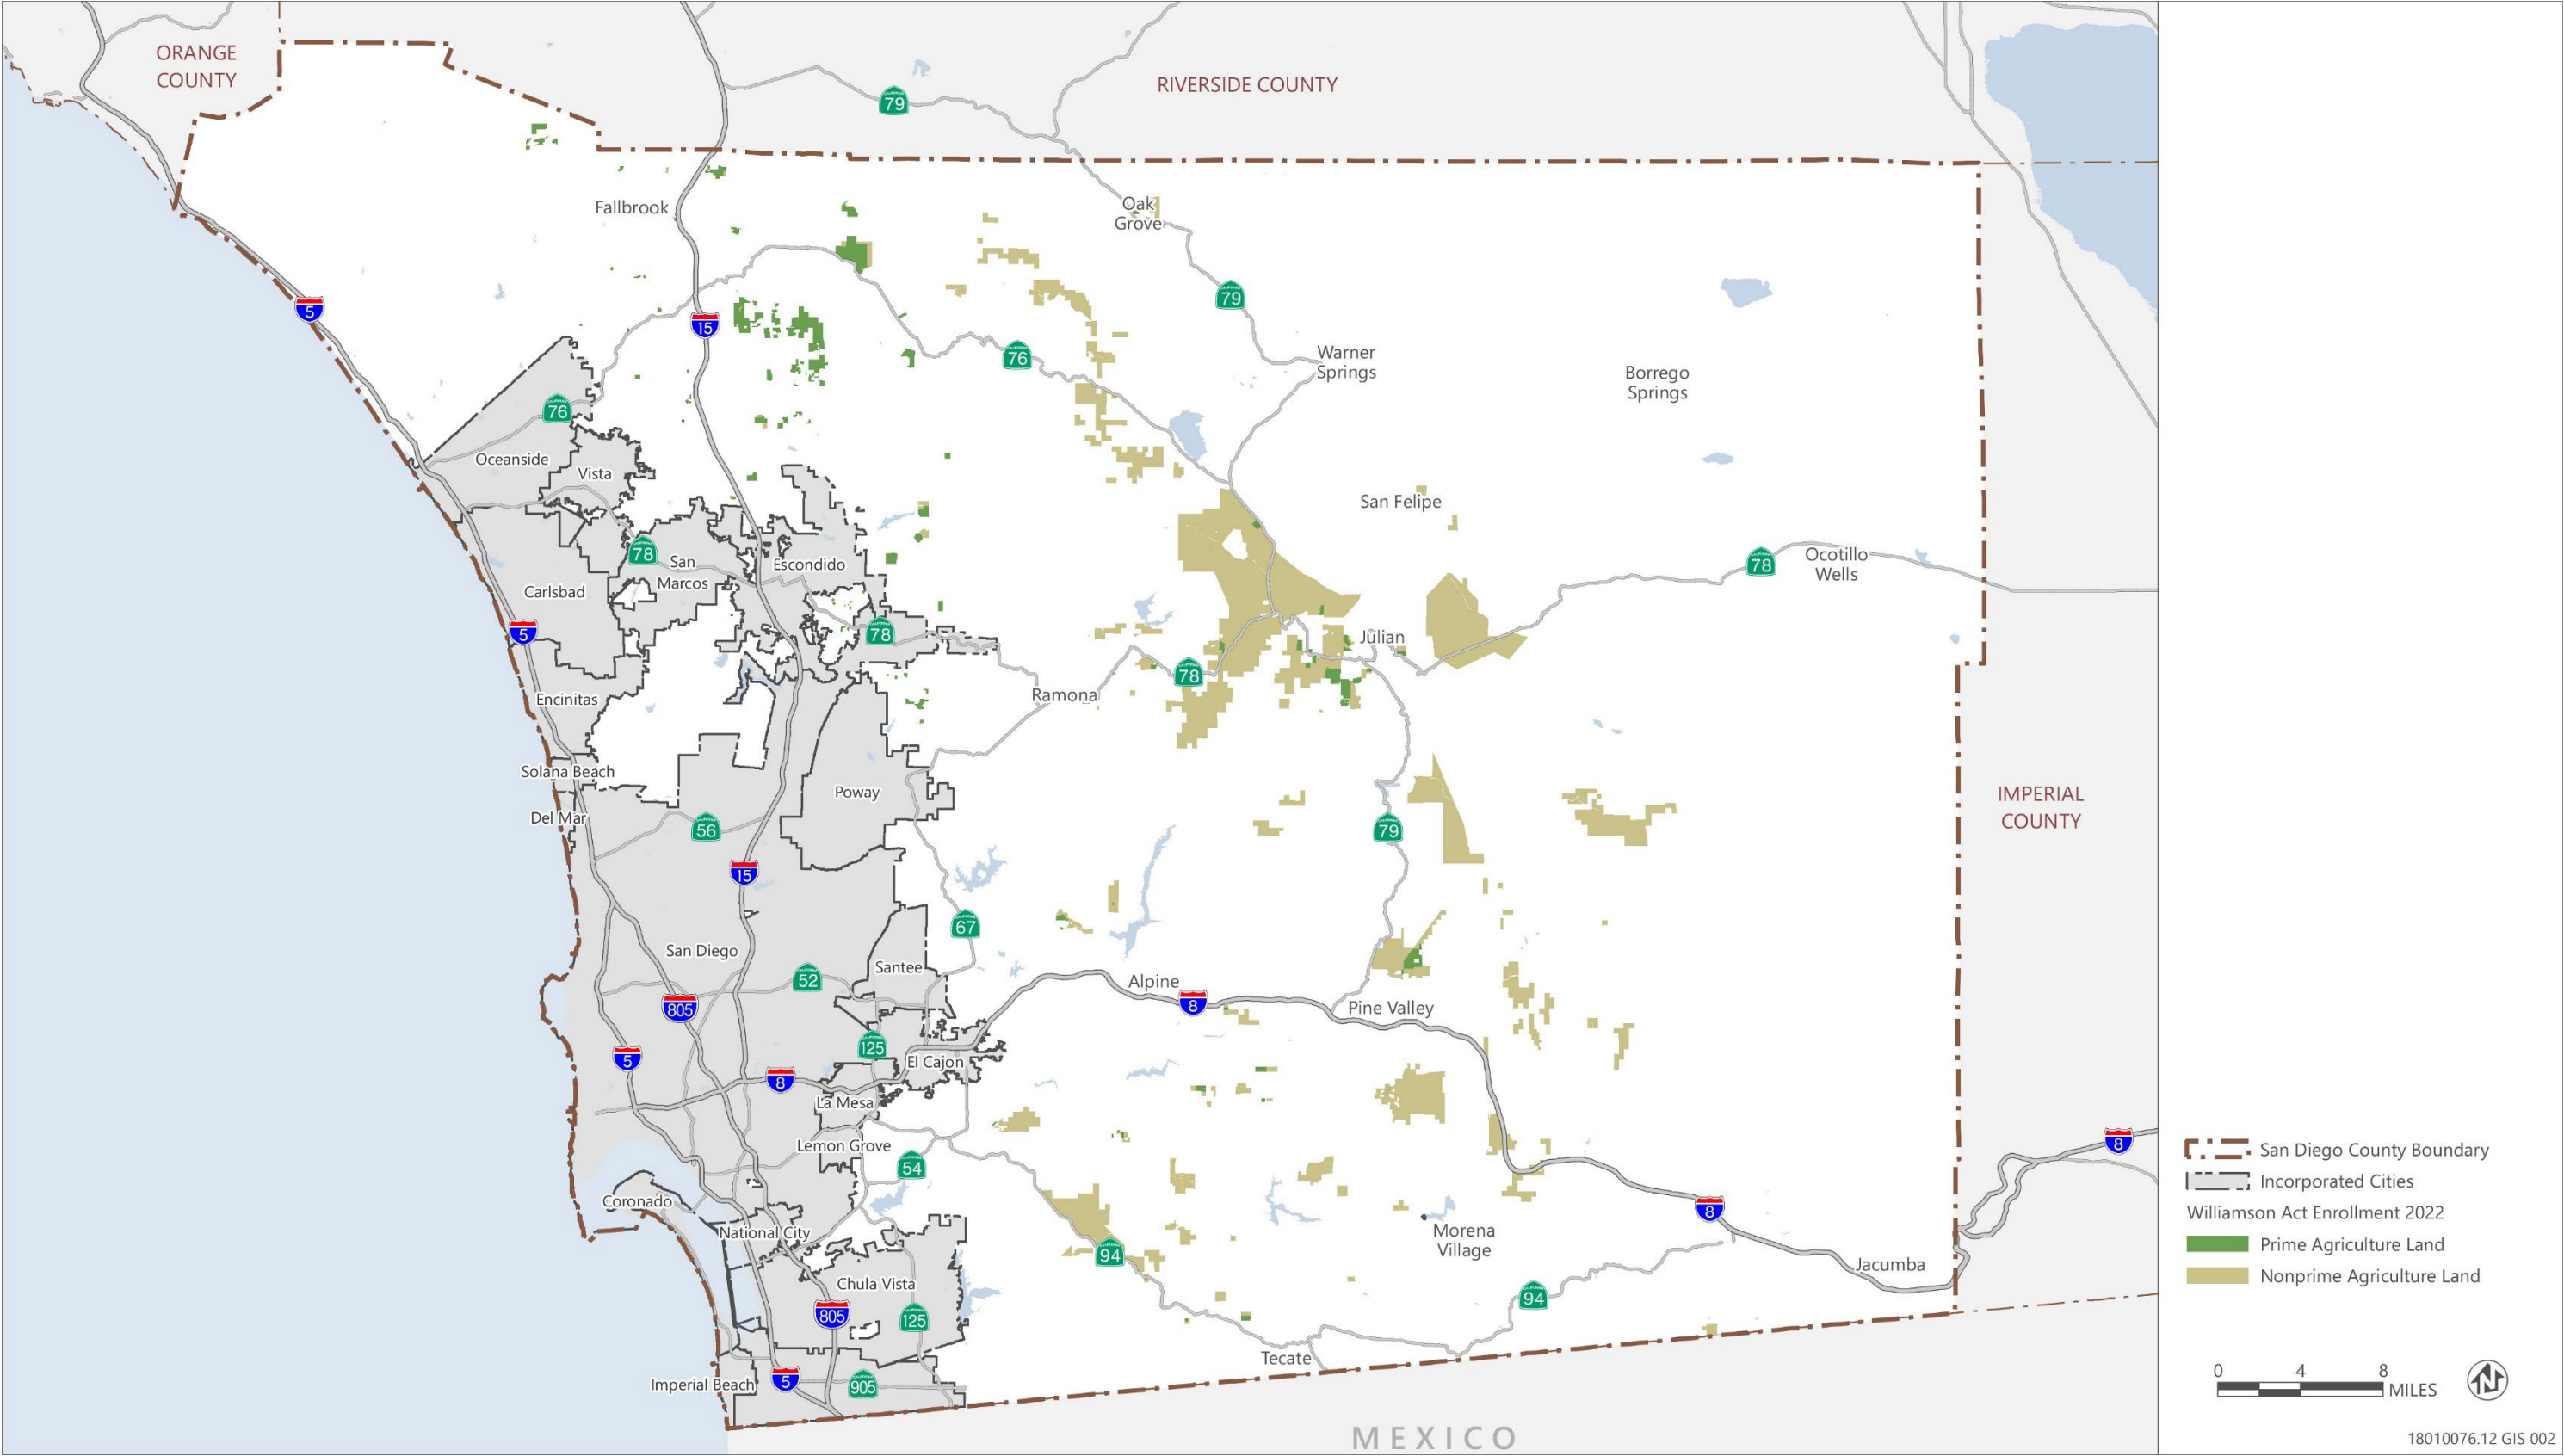 ORANGE
COUNTY
RIVERSIDE COUNTY
79
Fallbrook
Oak
Grove
79
5
15
76
Warner
Springs
Borrego
Springs
76
Oceanside
Vista
San Felipe
78
San
Marcos
Escondido
78
Ocotillo
Wells
Carlsbad
5
78
Julian
78
Ramona
Encinitas
Solana Beach
Poway
Del Mar
56
79
IMPERIAL
COUNTY
15
67
San Diego
Santee
52
Alpine
8
805
Pine Valley
125
5
El Cajon
8
La Mesa
Lemon Grove
54
8
Coronado
National City
8
Morena
Village
94
Chula Vista
Jacumba
805
125
94
Tecate
Imperial Beach
5
905
MEXICO
San Diego County Boundary
Incorporated Cities
Williamson Act Enrollment 2022
Prime Agriculture Land
Nonprime Agriculture Land
0 4 8
MILES
N
18010076.12 GIS 002